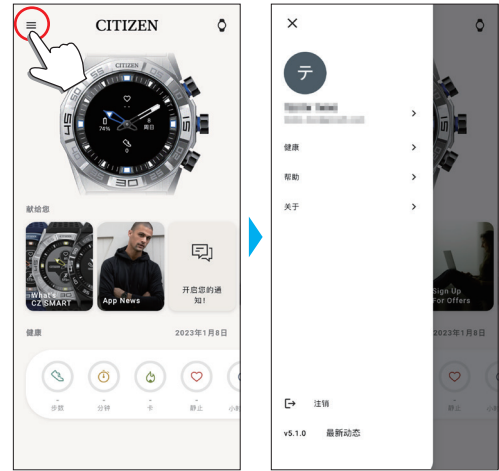 CITIZEN
CITIZEN
74%
周日
0
献给您
What's
CZ SMART
App News
开启您的通
知!
健康
2023年1月8日
步数
分钟
卡
静止
テ
健康
帮助
关于
注销
v5.1.0
最新动态
Sign Up
For Offers
2023年1月8日
静止